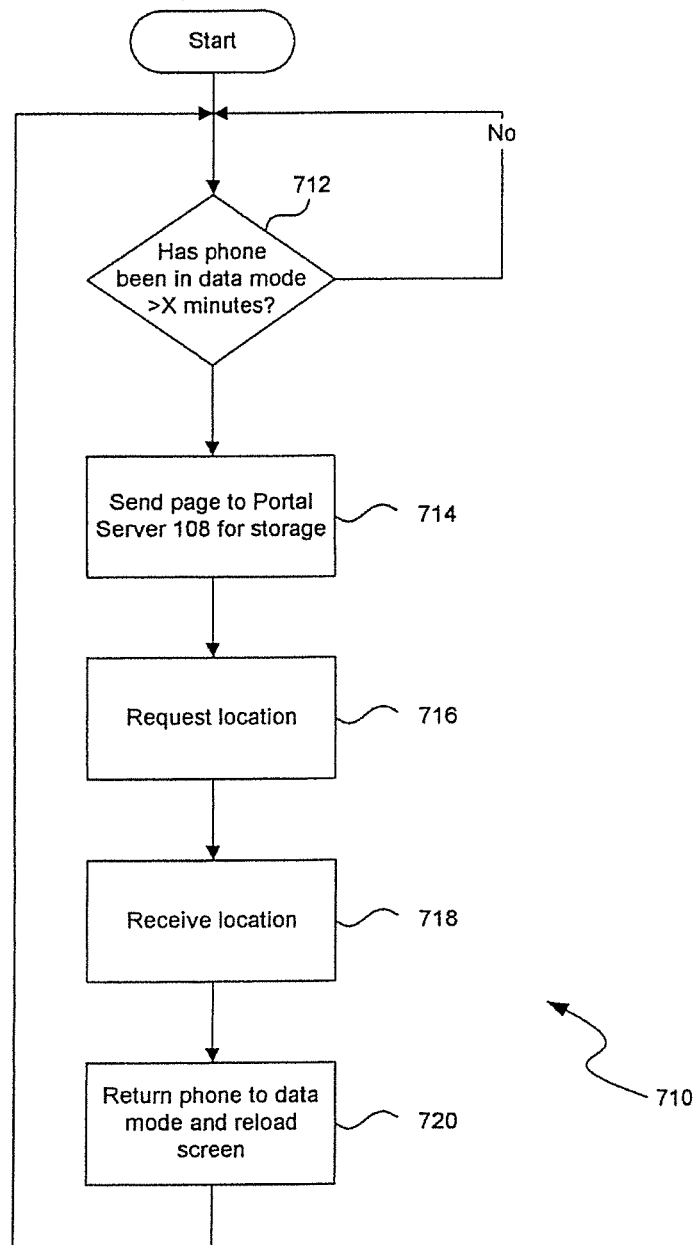 Start
No
712
Has phone
been in data mode
>X minutes?
Send page to Portal
Server 108 for storage
714
Request location
716
Receive location
718
Return phone to data
mode and reload
screen
720
710